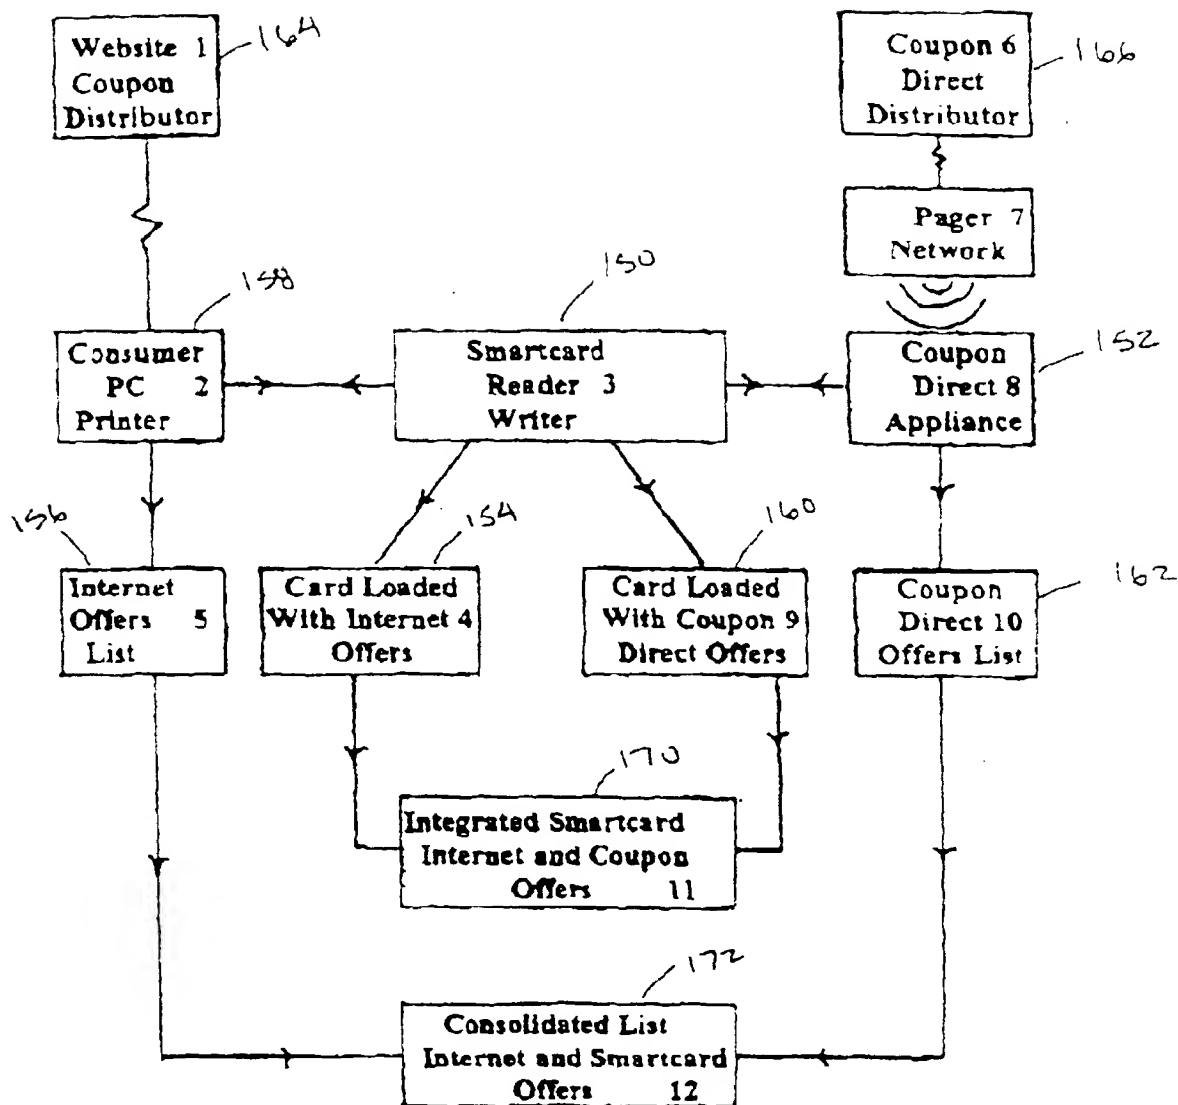 Website 1
Coupon
Distributor
164
Coupon 6
Direct
Distributor
166
Pager 7
Network
158
Consumer
PC 2
Printer
150
Smartcard
Reader 3
Writer
Coupon
Direct 8
Appliance
152
156
Internet
Offers 5
List
154
Card Loaded
With Internet 4
Offers
160
Card Loaded
With Coupon 9
Direct Offers
Coupon
Direct 10
Offers List
162
170
Integrated Smartcard
Internet and Coupon
Offers 11
172
Consolidated List
Internet and Smartcard
Offers 12